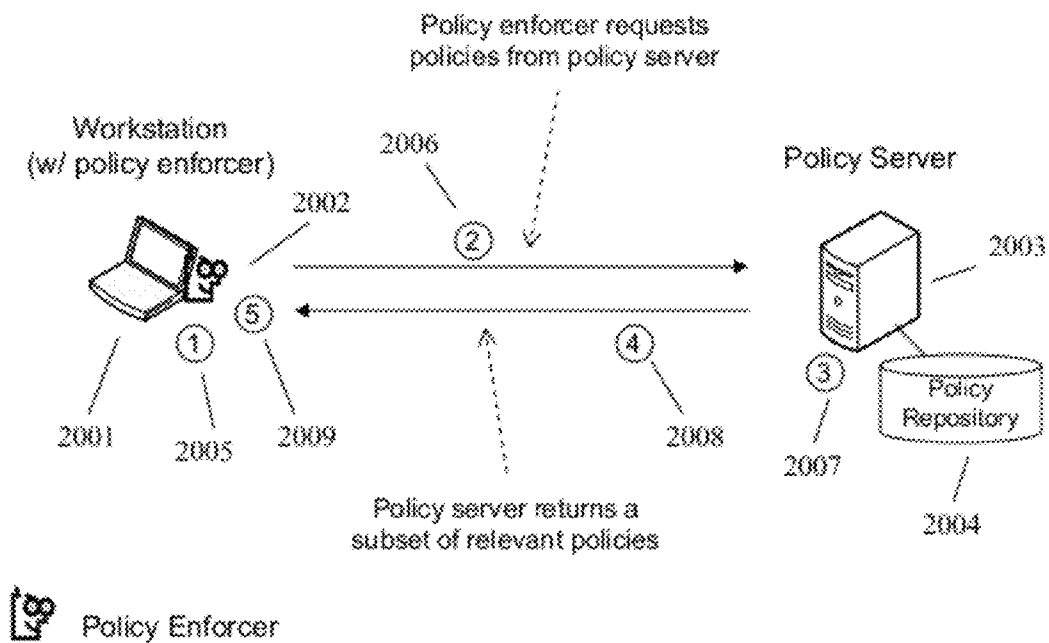 Policy enforcer requests
policies from policy server
Workstation
(w/ policy enforcer)
2006
Policy Server
2002
2
2003
5
1
4
3
Policy
Repository
2001
2005
2009
2008
2007
2004
Policy server returns a
subset of relevant policies
Policy Enforcer